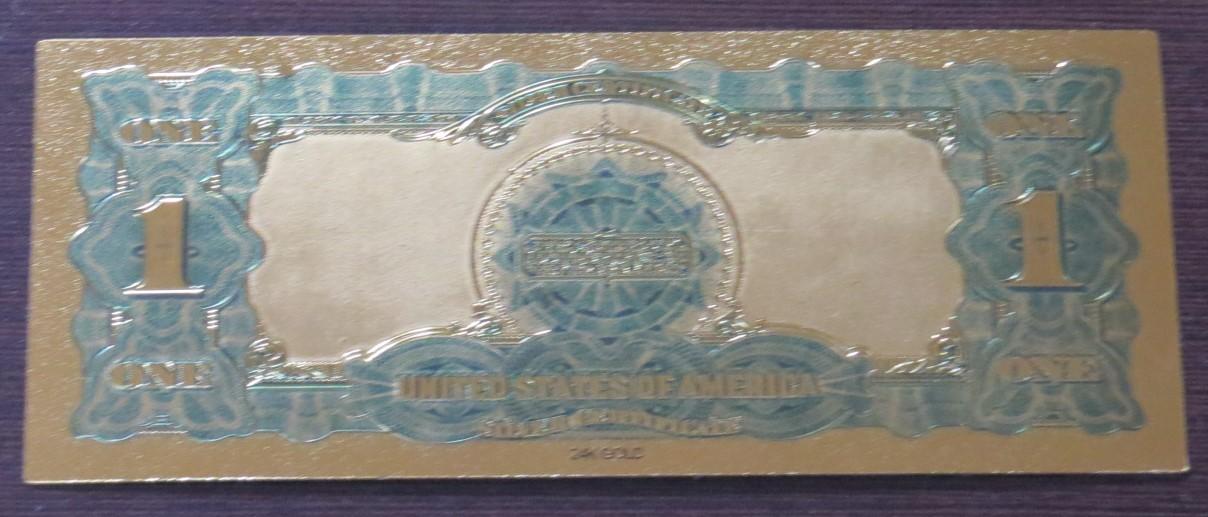 ONE ONE
1 1
ONE ONE
UNITED STATES OF AMERICA
SILVER CERTIFICATE
24K GOLD